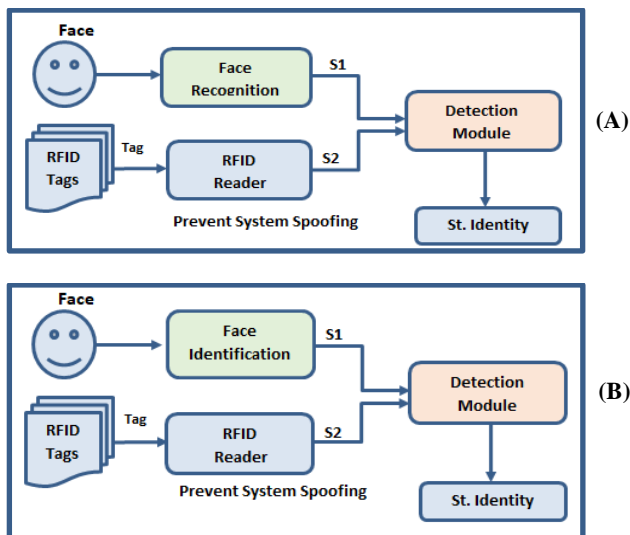 Face
Face
Recognition
S1
Detection
Module
(A)
RFID
Tags
Tag
RFID
Reader
S2
Prevent System Spoofing
St. Identity
Face
Face
Identification
S1
Detection
Module
(B)
RFID
Tags
Tag
RFID
Reader
S2
Prevent System Spoofing
St. Identity